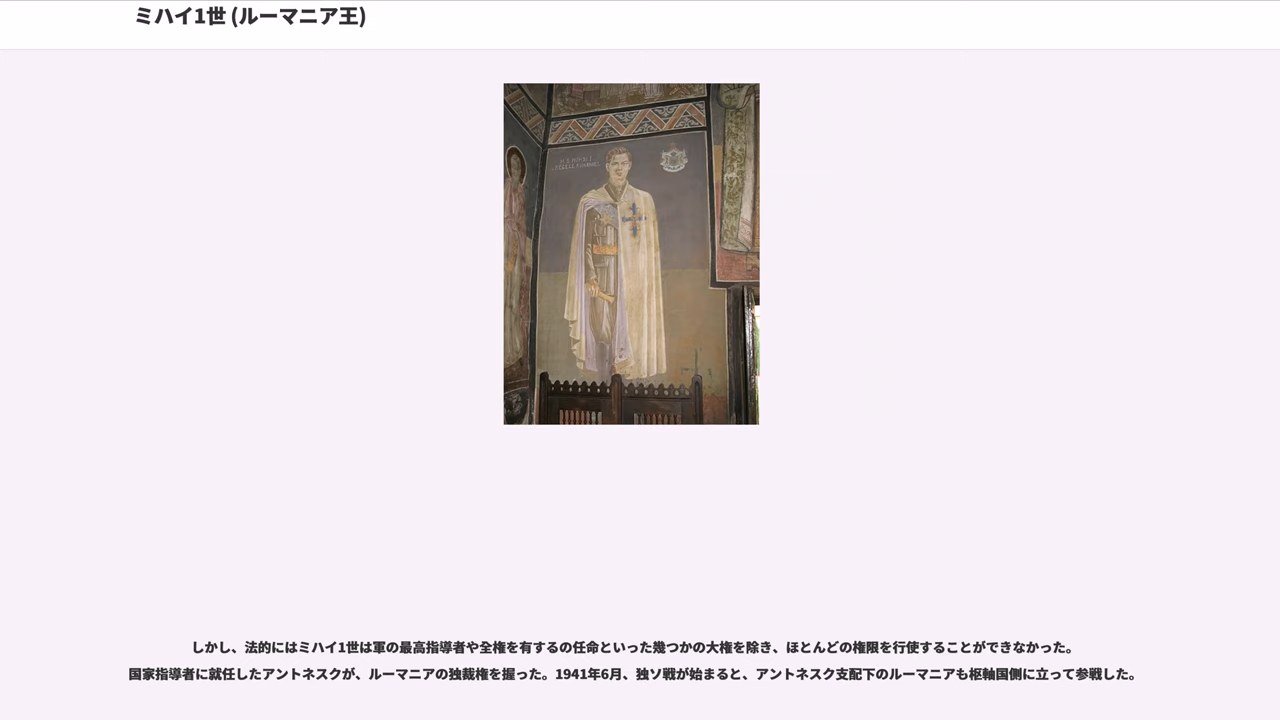 ミハイ1世 (ルーマニア王)
しかし、法的にはミハイ1世は軍の最高指導者や全権を有するの任命といった幾つかの大権を除き、ほとんどの権限を行使することができなかった。
国家指導者に就任したアントネスクが、ルーマニアの独裁権を握った。1941年6月、独ソ戦が始まると、アントネスク支配下のルーマニアも枢軸国側に立って参戦した。